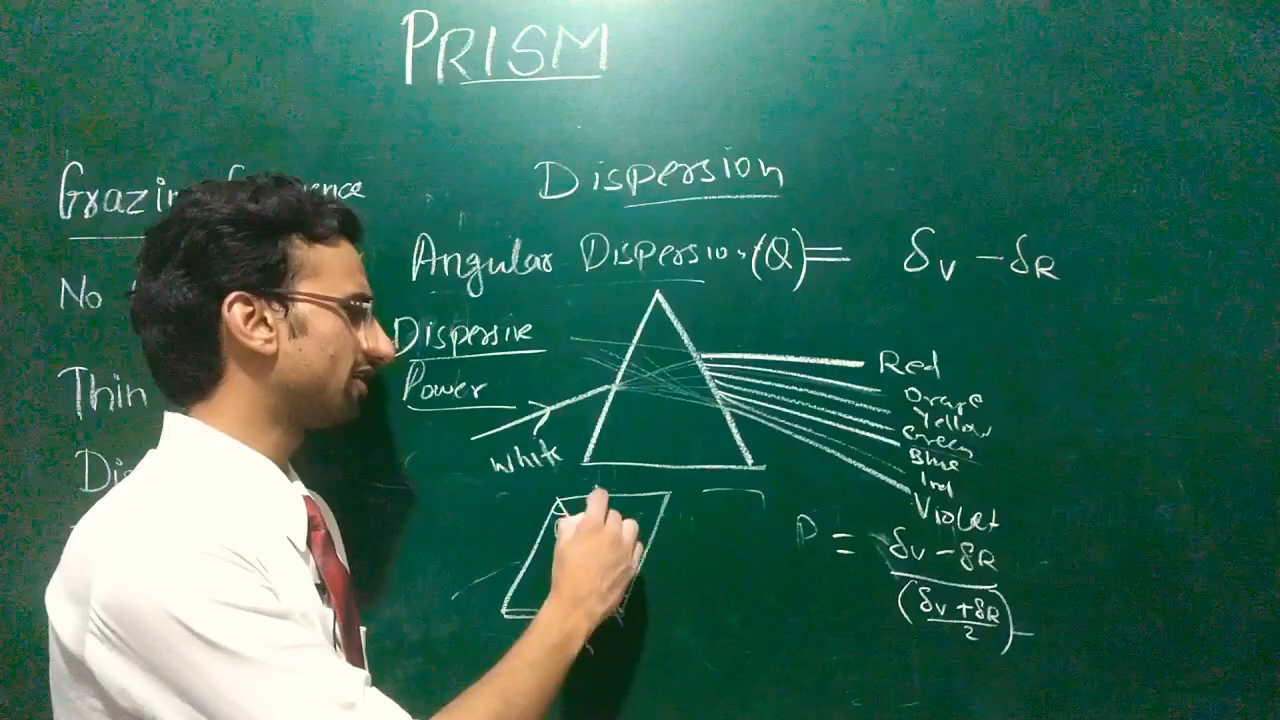 PRISM
Dispersion
Angular Dispersion (Q) = δv - δR
No
Thin
Dispersive
Power
White
Red
Orange
Yellow
Green
Blue
Ind
Violet
P = δv - δR
(δv + δR)
2